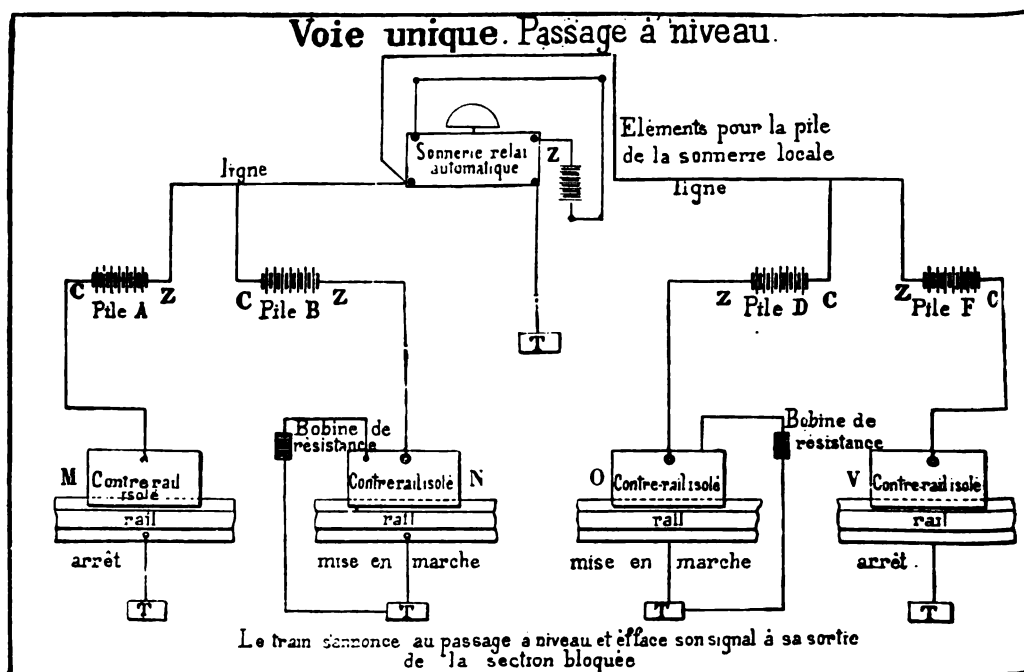 Voie unique. Passage à niveau.
Sonnerie relai
automatique
Z
Eléments pour la pile
de la sonnerie locale
ligne
ligne
C
Z
Pile A
C
Z
Pile B
Z
C
Pile D
Z
C
Pile F
T
Bobine de
résistance
Bobine de
résistance
M
Contre rail
isolé
rail
Contre rail isolé
N
rail
O
Contre-rail isolé
rail
V
Contre-rail isolé
rail
arrêt
mise en marche
mise en marche
arrêt.
T
T
T
T
Le train s'annonce au passage à niveau et efface son signal à sa sortie
de la section bloquée